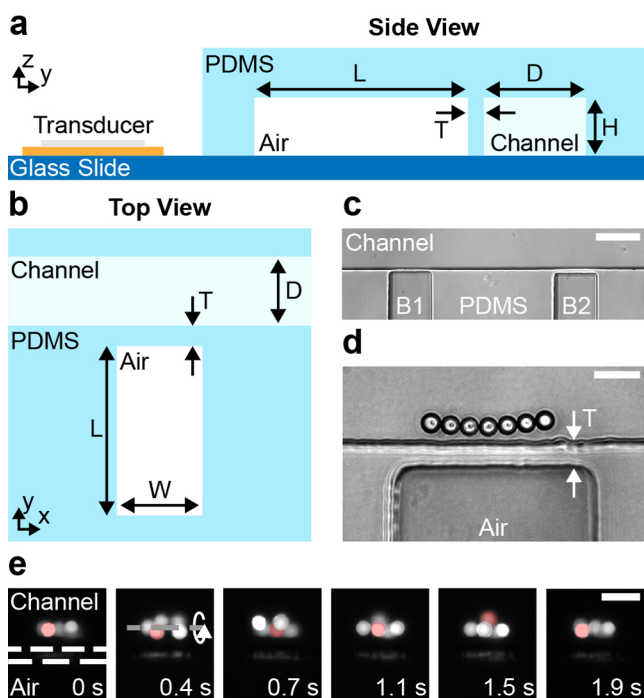 a
Side View
z
y
PDMS
L
D
Transducer
T
H
Air
Channel
Glass Slide
b
Top View
Channel
T
D
PDMS
Air
L
W
y
x
c
Channel
B1 PDMS B2
d
T
Air
e
Channel
Air 0 s 0.4 s 0.7 s 1.1 s 1.5 s 1.9 s